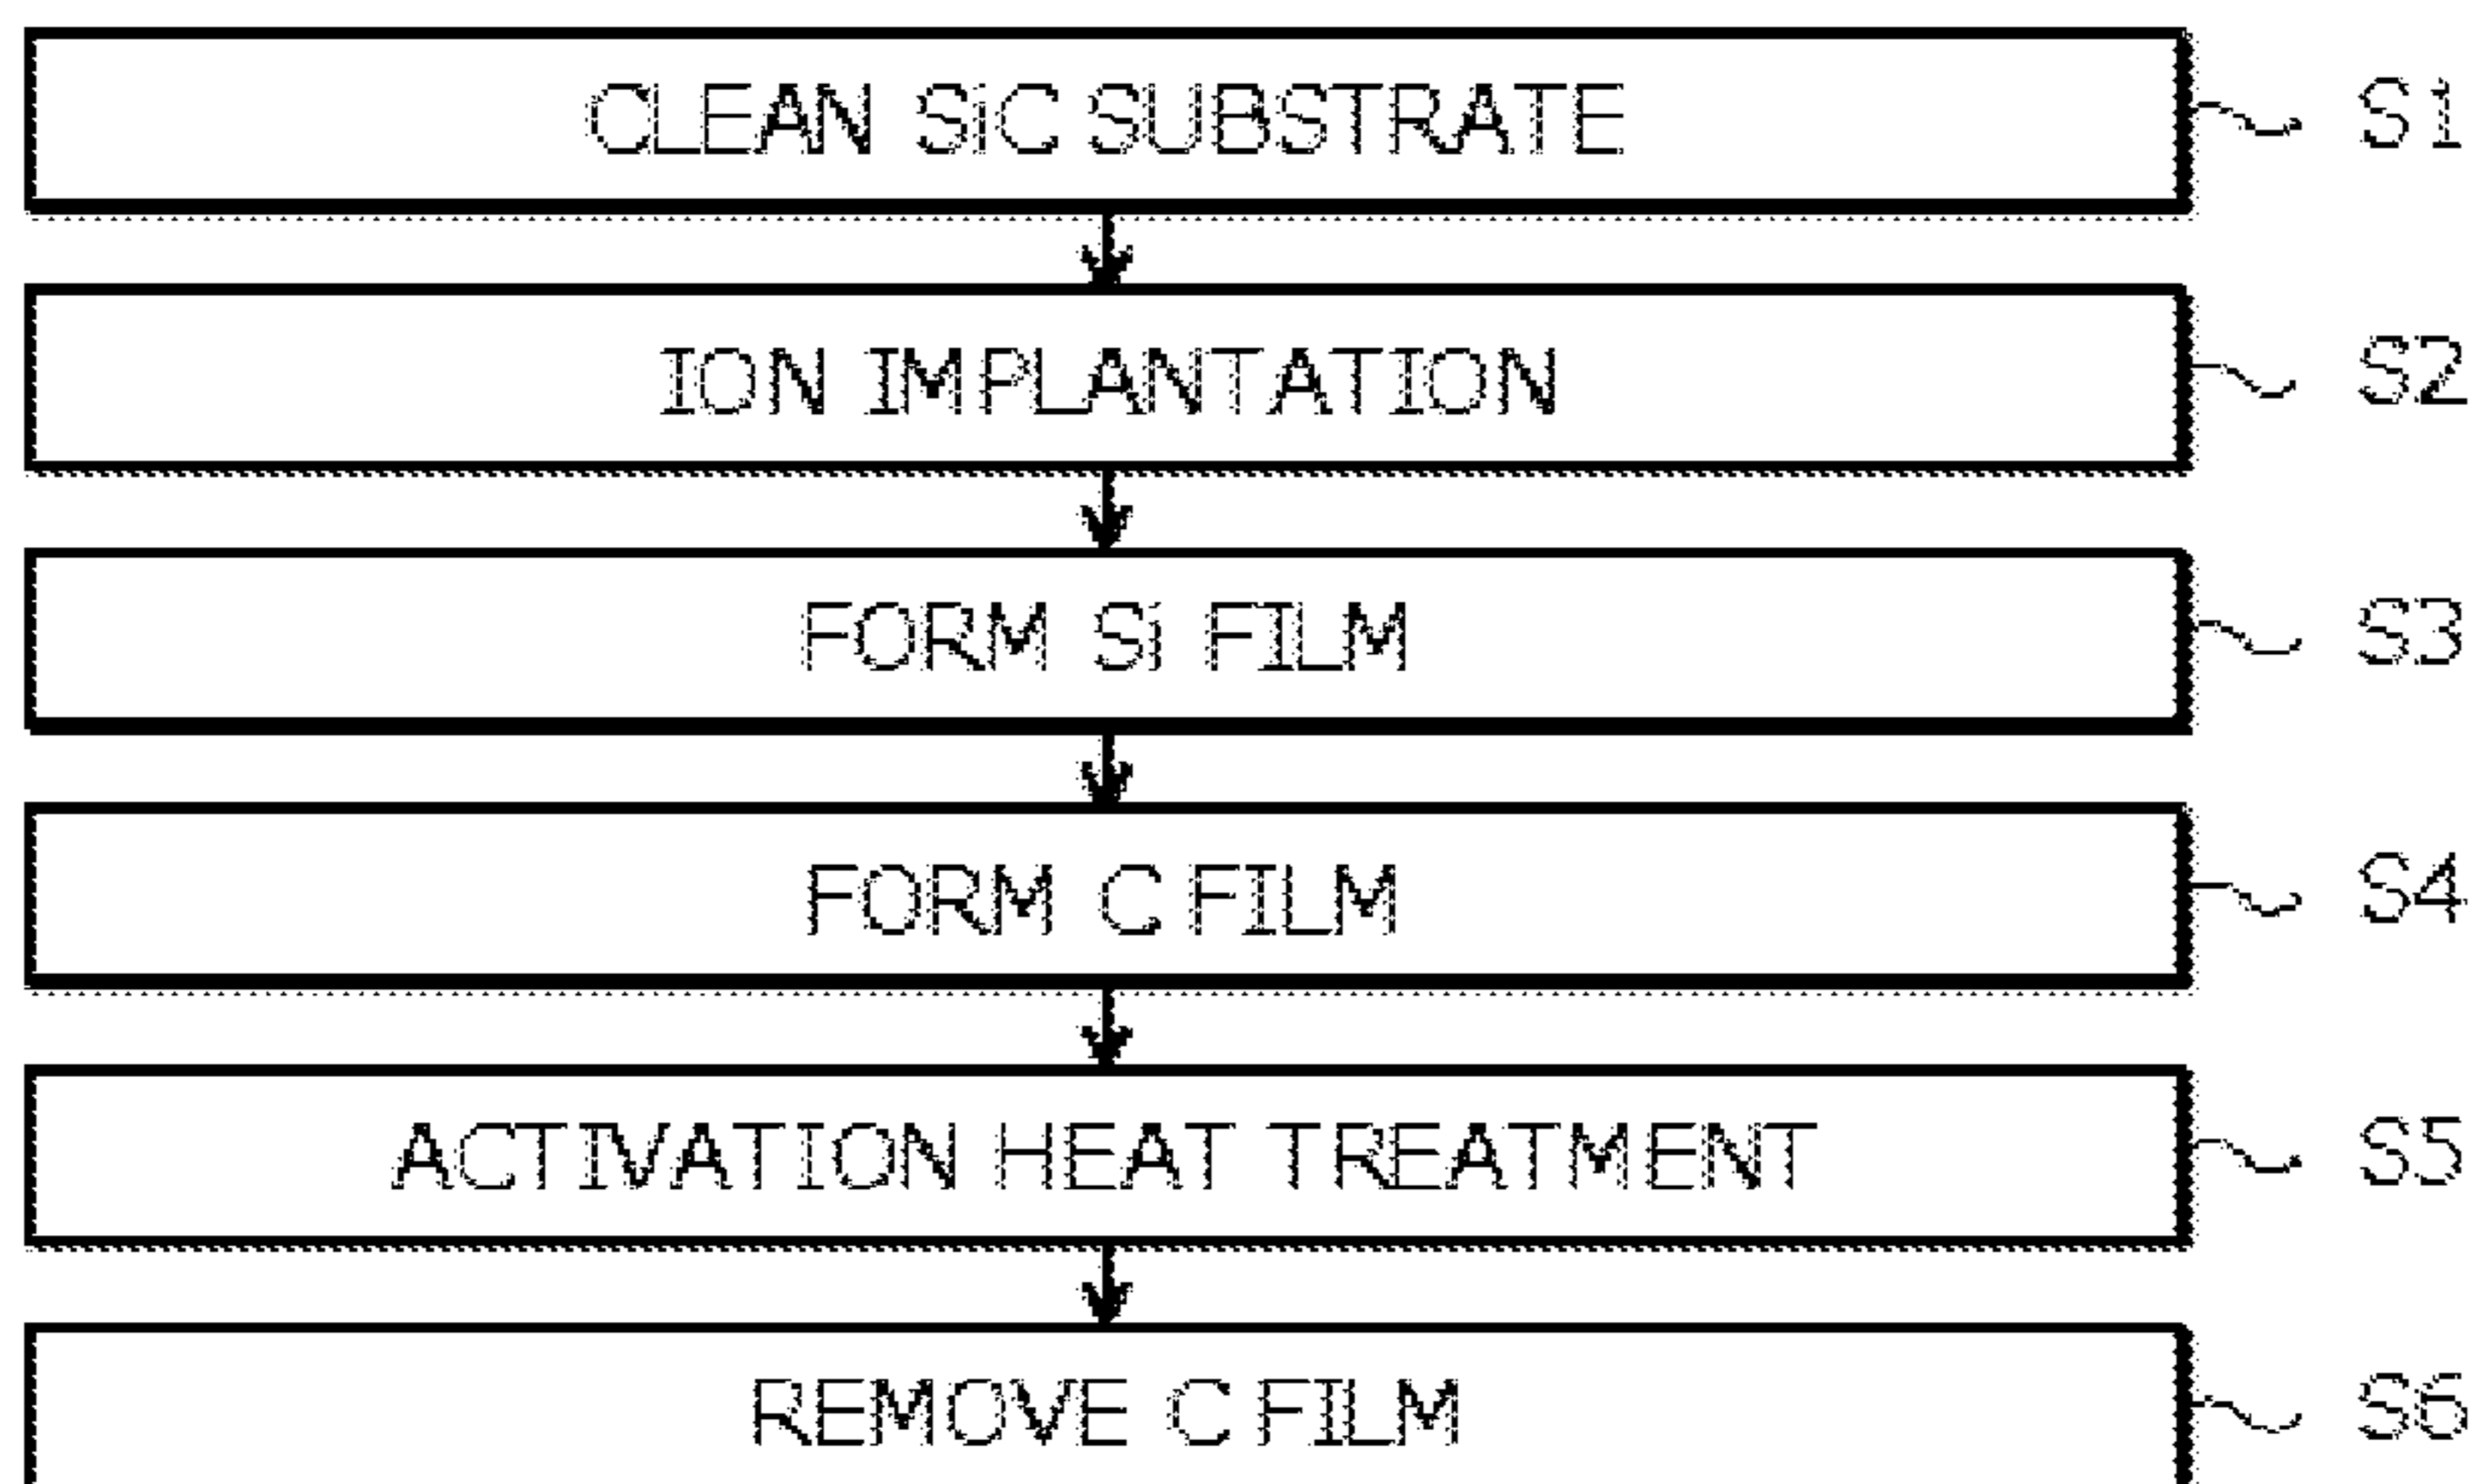 CLEAN SiC SUBSTRATE S1
ION IMPLANTATION S2
FORM Si FILM S3
FORM C FILM S4
ACTIVATION HEAT TREATMENT S5
REMOVE C FILM S6